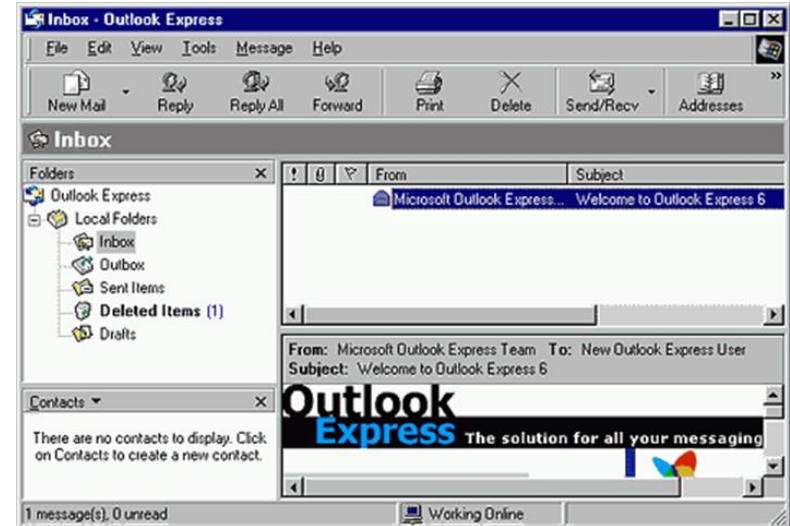 Inbox - Outlook Express
File Edit View Tools Message Help
New Mail Reply Reply All Forward Print Delete Send/Recv Addresses »
Inbox
Folders
Outlook Express
Local Folders
Inbox
Outbox
Sent Items
Deleted Items (1)
Drafts
! From Subject
Microsoft Outlook Express... Welcome to Outlook Express 6
From: Microsoft Outlook Express Team To: New Outlook Express User
Subject: Welcome to Outlook Express 6
Outlook
Express The solution for all your messaging
Contacts
There are no contacts to display. Click
on Contacts to create a new contact.
1 message(s), 0 unread Working Online